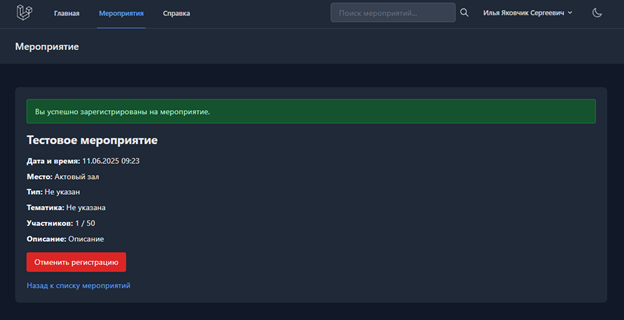 Главная Мероприятия Справка Поиск мероприятий... Илья Яковчик Сергеевич
Мероприятие
Вы успешно зарегистрированы на мероприятие.
Тестовое мероприятие
Дата и время: 11.06.2025 09:23
Место: Актовый зал
Тип: Не указан
Тематика: Не указана
Участников: 1 / 50
Описание: Описание
Отменить регистрацию
Назад к списку мероприятий